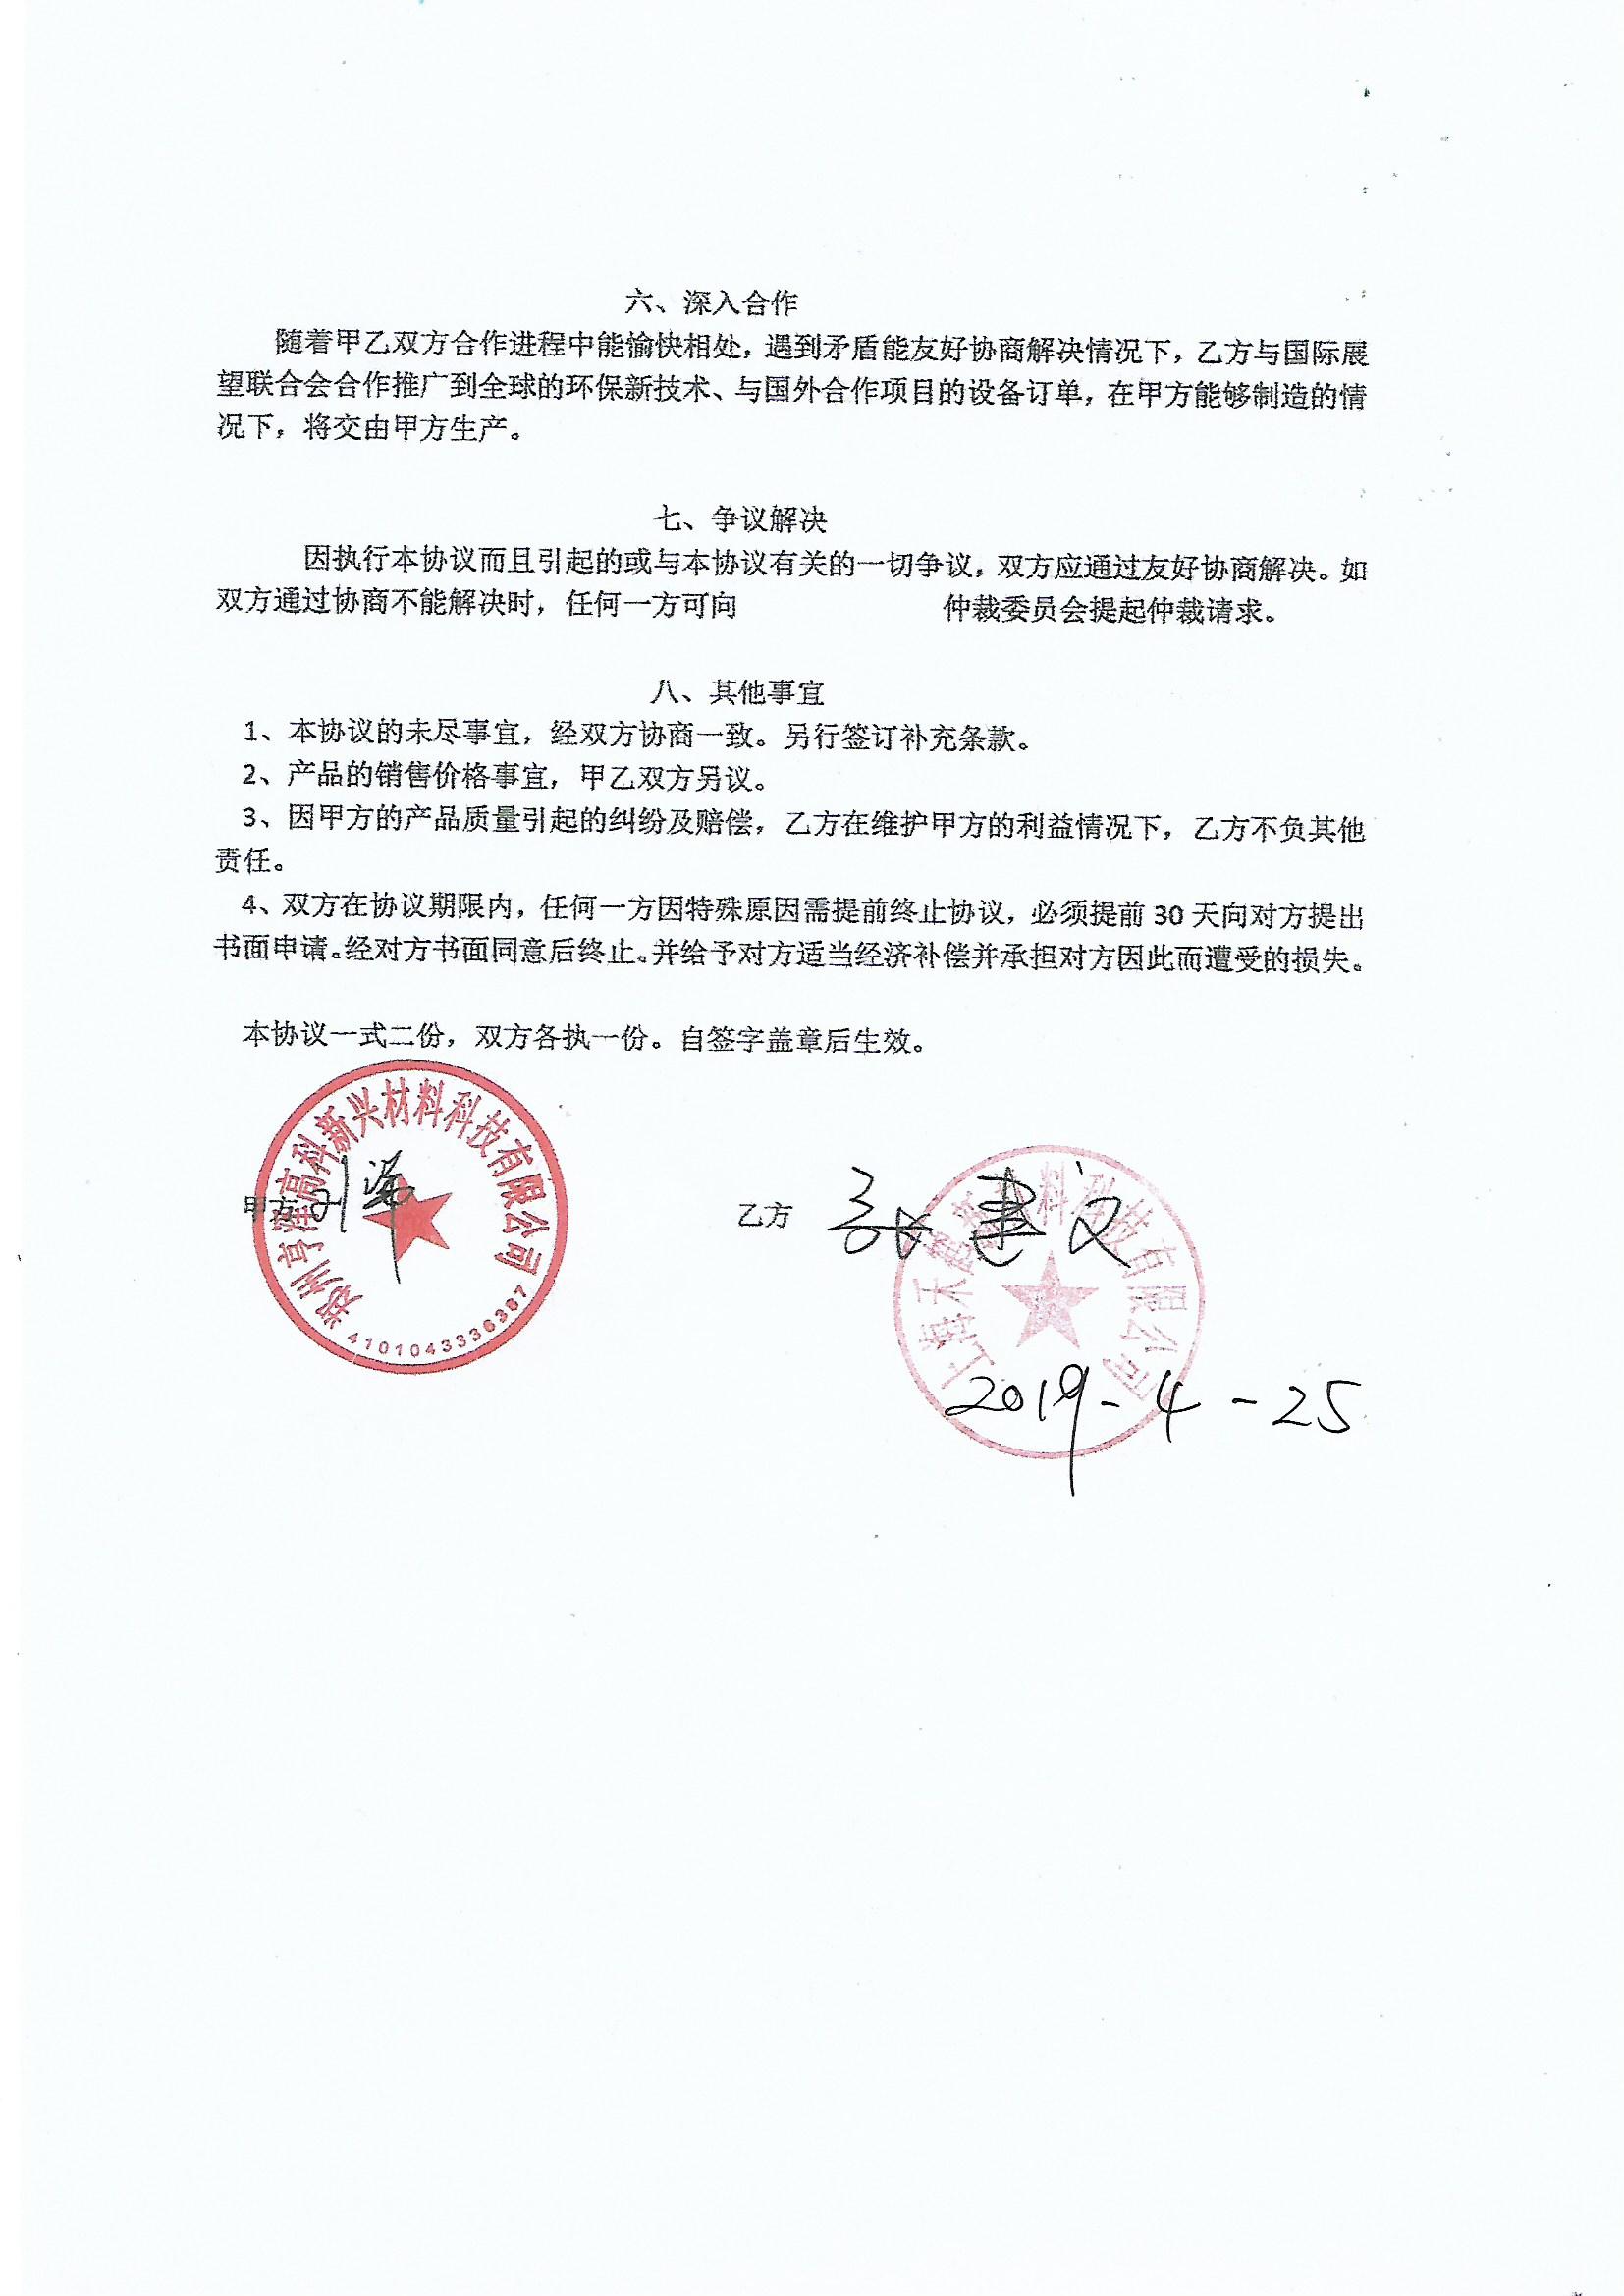 六、深入合作
随着甲乙双方合作进程中能愉快相处，遇到矛盾能友好协商解决情况下，乙方与国际展
望联合会合作推广到全球的环保新技术、与国外合作项目的设备订单，在甲方能够制造的情
况下，将交由甲方生产。
七、争议解决
因执行本协议而且引起的或与本协议有关的一切争议，双方应通过友好协商解决。如
双方通过协商不能解决时，任何一方可向 仲裁委员会提起仲裁请求。
八、其他事宜
1、本协议的未尽事宜，经双方协商一致。另行签订补充条款。
2、产品的销售价格事宜，甲乙双方另议。
3、因甲方的产品质量引起的纠纷及赔偿，乙方在维护甲方的利益情况下，乙方不负其他
责任。
4、双方在协议期限内，任何一方因特殊原因需提前终止协议，必须提前 30 天向对方提出
书面申请。经对方书面同意后终止。并给予对方适当经济补偿并承担对方因此而遭受的损失。
本协议一式二份，双方各执一份。自签字盖章后生效。
郑州亨 高科新兴材料科技有限公司
甲方
4101043336367
乙方 张建文
上海禾 料科技有限公司
2019-4-25